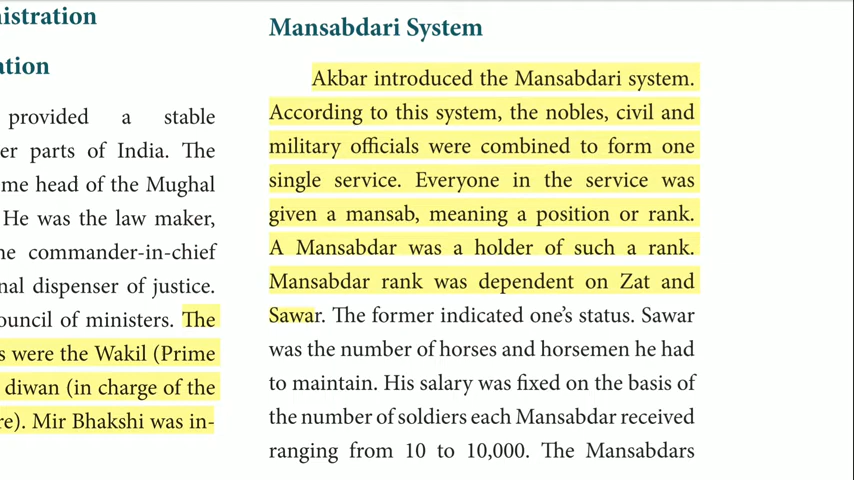 istration
ation
provided a stable
er parts of India. The
me head of the Mughal
He was the law maker,
he commander-in-chief
nal dispenser of justice.
ouncil of ministers. The
s were the Wakil (Prime
diwan (in charge of the
re). Mir Bhakshi was in-
Mansabdari System
Akbar introduced the Mansabdari system.
According to this system, the nobles, civil and
military officials were combined to form one
single service. Everyone in the service was
given a mansab, meaning a position or rank.
A Mansabdar was a holder of such a rank.
Mansabdar rank was dependent on Zat and
Sawar. The former indicated one’s status. Sawar
was the number of horses and horsemen he had
to maintain. His salary was fixed on the basis of
the number of soldiers each Mansabdar received
ranging from 10 to 10,000. The Mansabdars